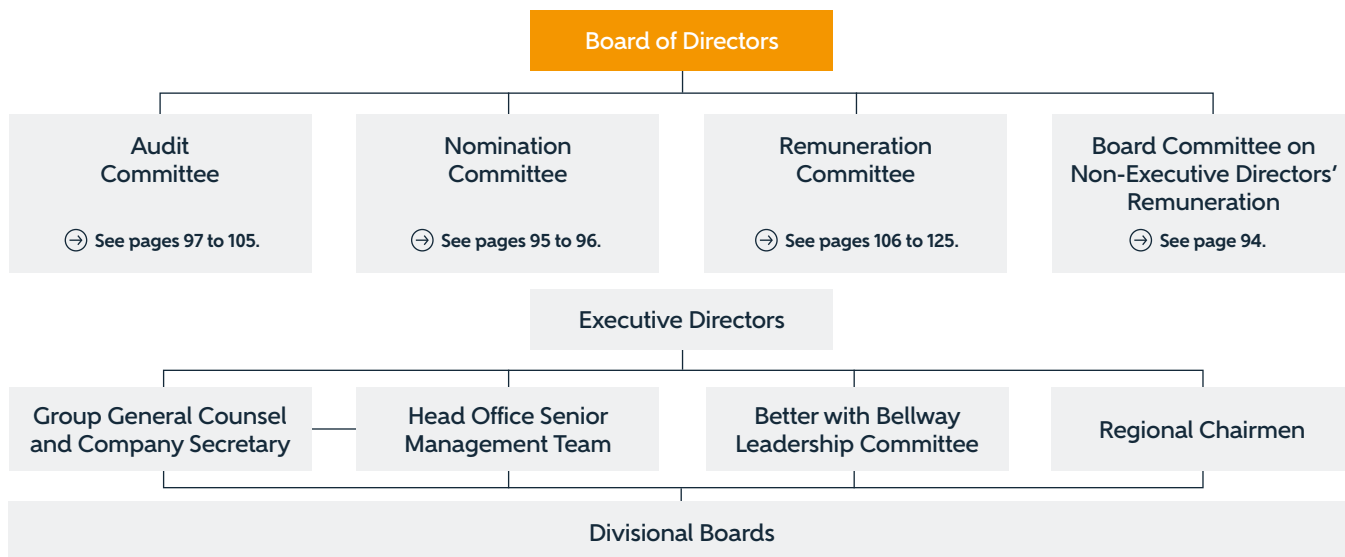 Board of Directors
Audit
Committee
See pages 97 to 105.
Nomination
Committee
See pages 95 to 96.
Remuneration
Committee
See pages 106 to 125.
Board Committee on
Non-Executive Directors’
Remuneration
See page 94.
Executive Directors
Group General Counsel
and Company Secretary
Head Office Senior
Management Team
Better with Bellway
Leadership Committee
Regional Chairmen
Divisional Boards